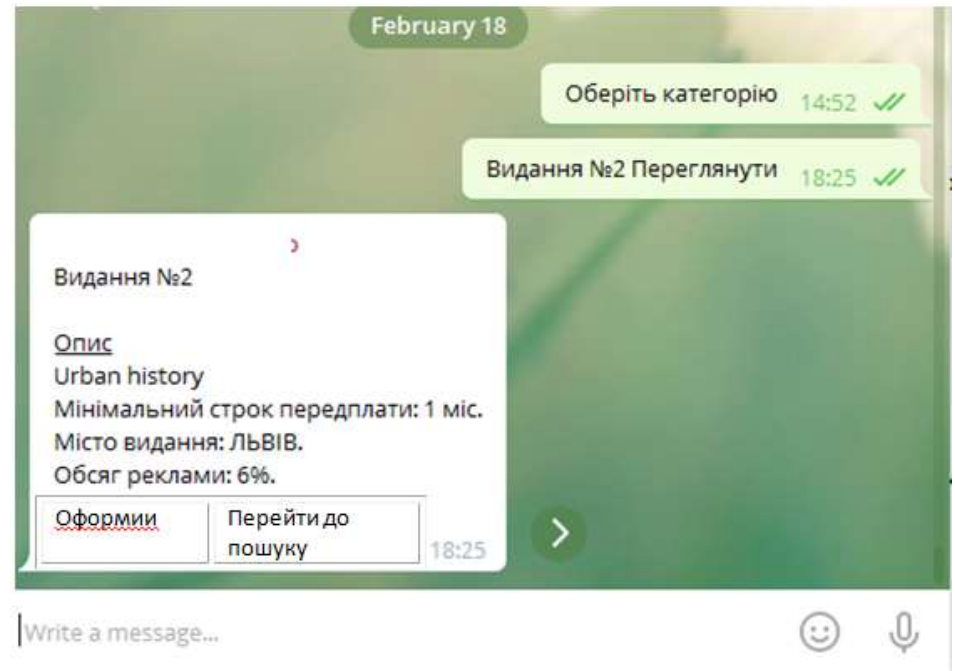 February 18
Оберіть категорію 14:52
Видання №2 Переглянути 18:25
Видання №2
Опис
Urban history
Мінімальний строк передплати: 1 міс.
Місто видання: ЛЬВІВ.
Обсяг реклами: 6%.
Оформии
Перейти до
пошуку
18:25
Write a message...